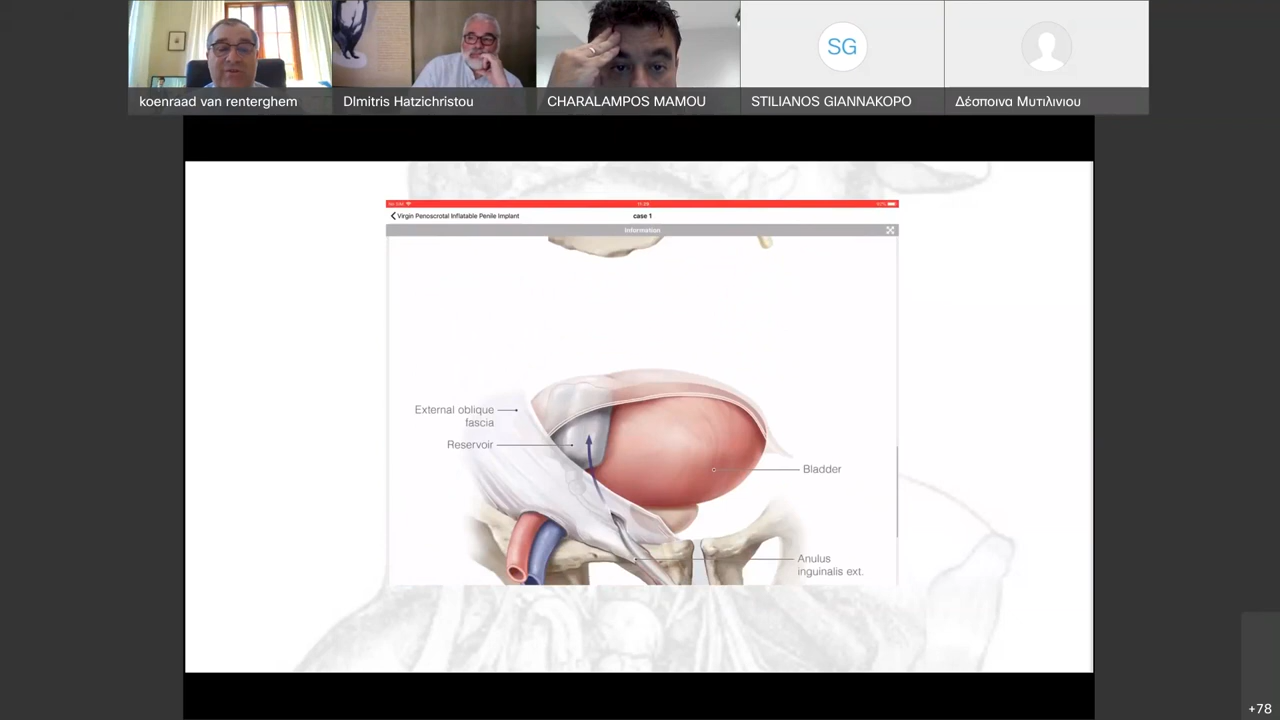 koenraad van renterghem
DImitris Hatzichristou
CHARALAMPOS MAMOU
SG
STILIANOS GIANNAKOPO
Δέσποινα Μυτιλινιου
Virgin Penoscrotal Inflatable Penile Implant
case 1
information
External oblique
fascia
Reservoir
Bladder
Anulus
inguinalis ext.
+78